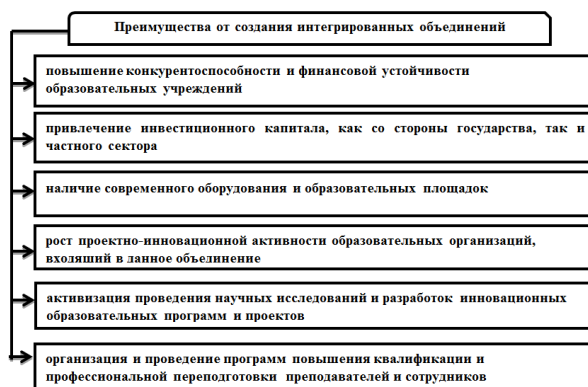 Преимущества от создания интегрированных объединений
повышение конкурентоспособности и финансовой устойчивости
образовательных учреждений
привлечение инвестиционного капитала, как со стороны государства, так и
частного сектора
наличие современного оборудования и образовательных площадок
рост проектно-инновационной активности образовательных организаций,
входящий в данное объединение
активизация проведения научных исследований и разработок инновационных
образовательных программ и проектов
организация и проведение программ повышения квалификации и
профессиональной переподготовки преподавателей и сотрудников